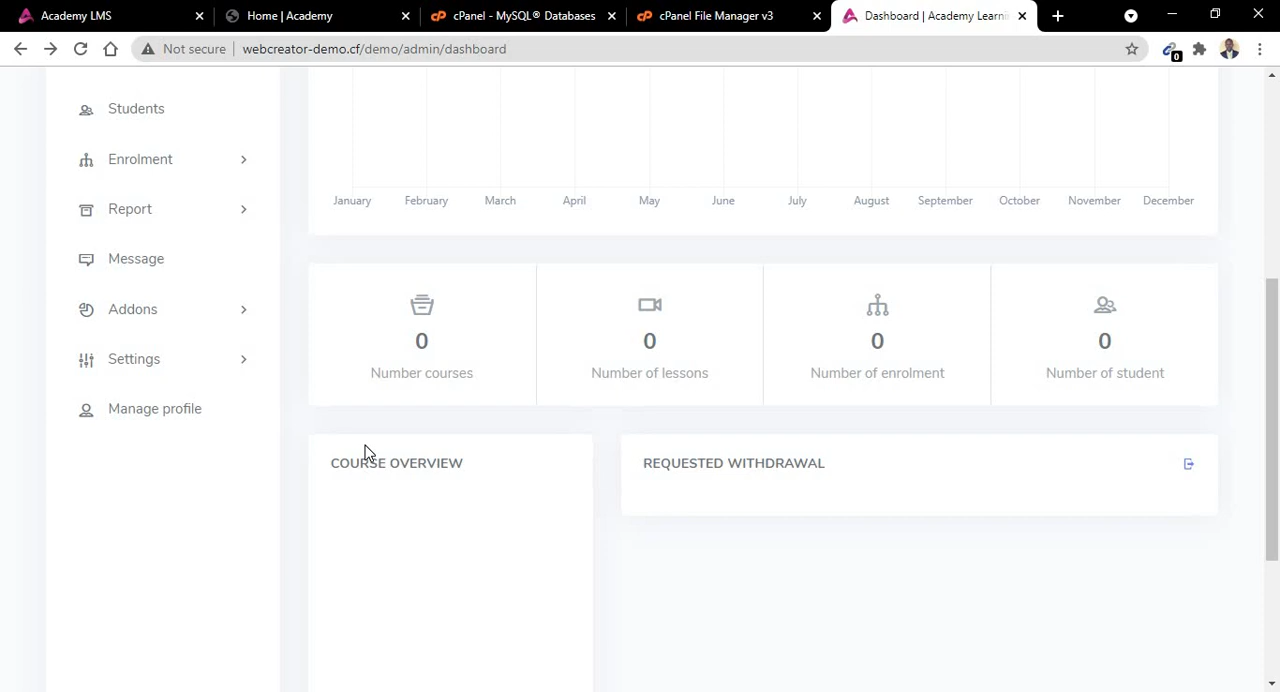 Academy LMS
Home | Academy
cPanel - MySQL® Databases
cPanel File Manager v3
Dashboard | Academy Learni
Not secure
webcreator-demo.cf/demo/admin/dashboard
0
Students
Enrolment
Report
Message
Addons
Settings
Manage profile
January February March April May June July August September October November December
0 0 0 0
Number courses Number of lessons Number of enrolment Number of student
COURSE OVERVIEW
REQUESTED WITHDRAWAL